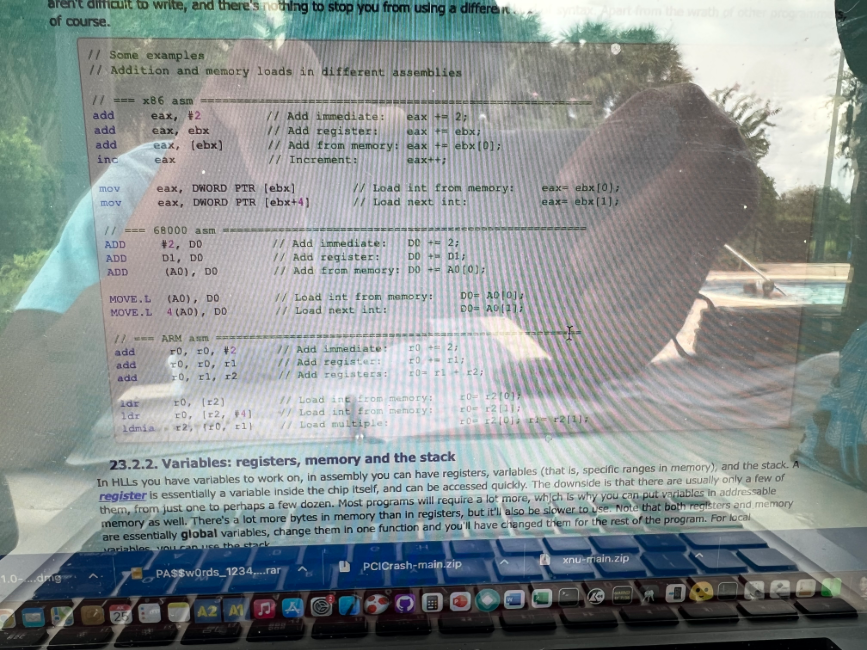 aren't difficult to write, and there's nothing to stop you from using a different syntax. Apart from the wrath of other
of course.
// Some examples
// Addition and memory loads in different assemblies
// === x86 asm ===
add eax, #2 // Add immediate: eax += 2;
add eax, ebx // Add register: eax += ebx;
add eax, [ebx] // Add from memory: eax += ebx[0];
inc eax // Increment: eax++;
mov eax, DWORD PTR [ebx] // Load int from memory: eax= ebx[0];
mov eax, DWORD PTR [ebx+4] // Load next int: eax= ebx[1];
// === 68000 asm ===
ADD #2, D0 // Add immediate: D0 += 2;
ADD D1, D0 // Add register: D0 += D1;
ADD (A0), D0 // Add from memory: D0 += A0[0];
MOVE.L (A0), D0 // Load int from memory: D0= A0[0];
MOVE.L 4(A0), D0 // Load next int: D0= A0[1];
// === ARM asm ===
add r0, r0, #2 // Add immediate: r0 += 2;
add r0, r0, r1 // Add register: r0 += r1;
add r0, r1, r2 // Add registers: r0= r1 + r2;
ldr r0, [r2] // Load int from memory: r0= r2[0];
ldr r0, [r2, #4] // Load int from memory: r0= r2[1];
ldmia r2, {r0, r1} // Load multiple: r0= r2[0]; r1= r2[1];
23.2.2. Variables: registers, memory and the stack
In HLLs you have variables to work on, in assembly you can have registers, variables (that is, specific ranges in memory), and the stack. A
register is essentially a variable inside the chip itself, and can be accessed quickly. The downside is that there are usually only a few of
them, from just one to perhaps a few dozen. Most programs will require a lot more, which is why you can put variables in addressable
memory as well. There's a lot more bytes in memory than in registers, but it'll also be slower to use. Note that both registers and memory
are essentially global variables, change them in one function and you'll have changed them for the rest of the program. For local
variables, you can use the stack
1.0-...dmg
PA$$w0rds_1234,...rar
PCICrash-main.zip
xnu-main.zip
25
A2 A1